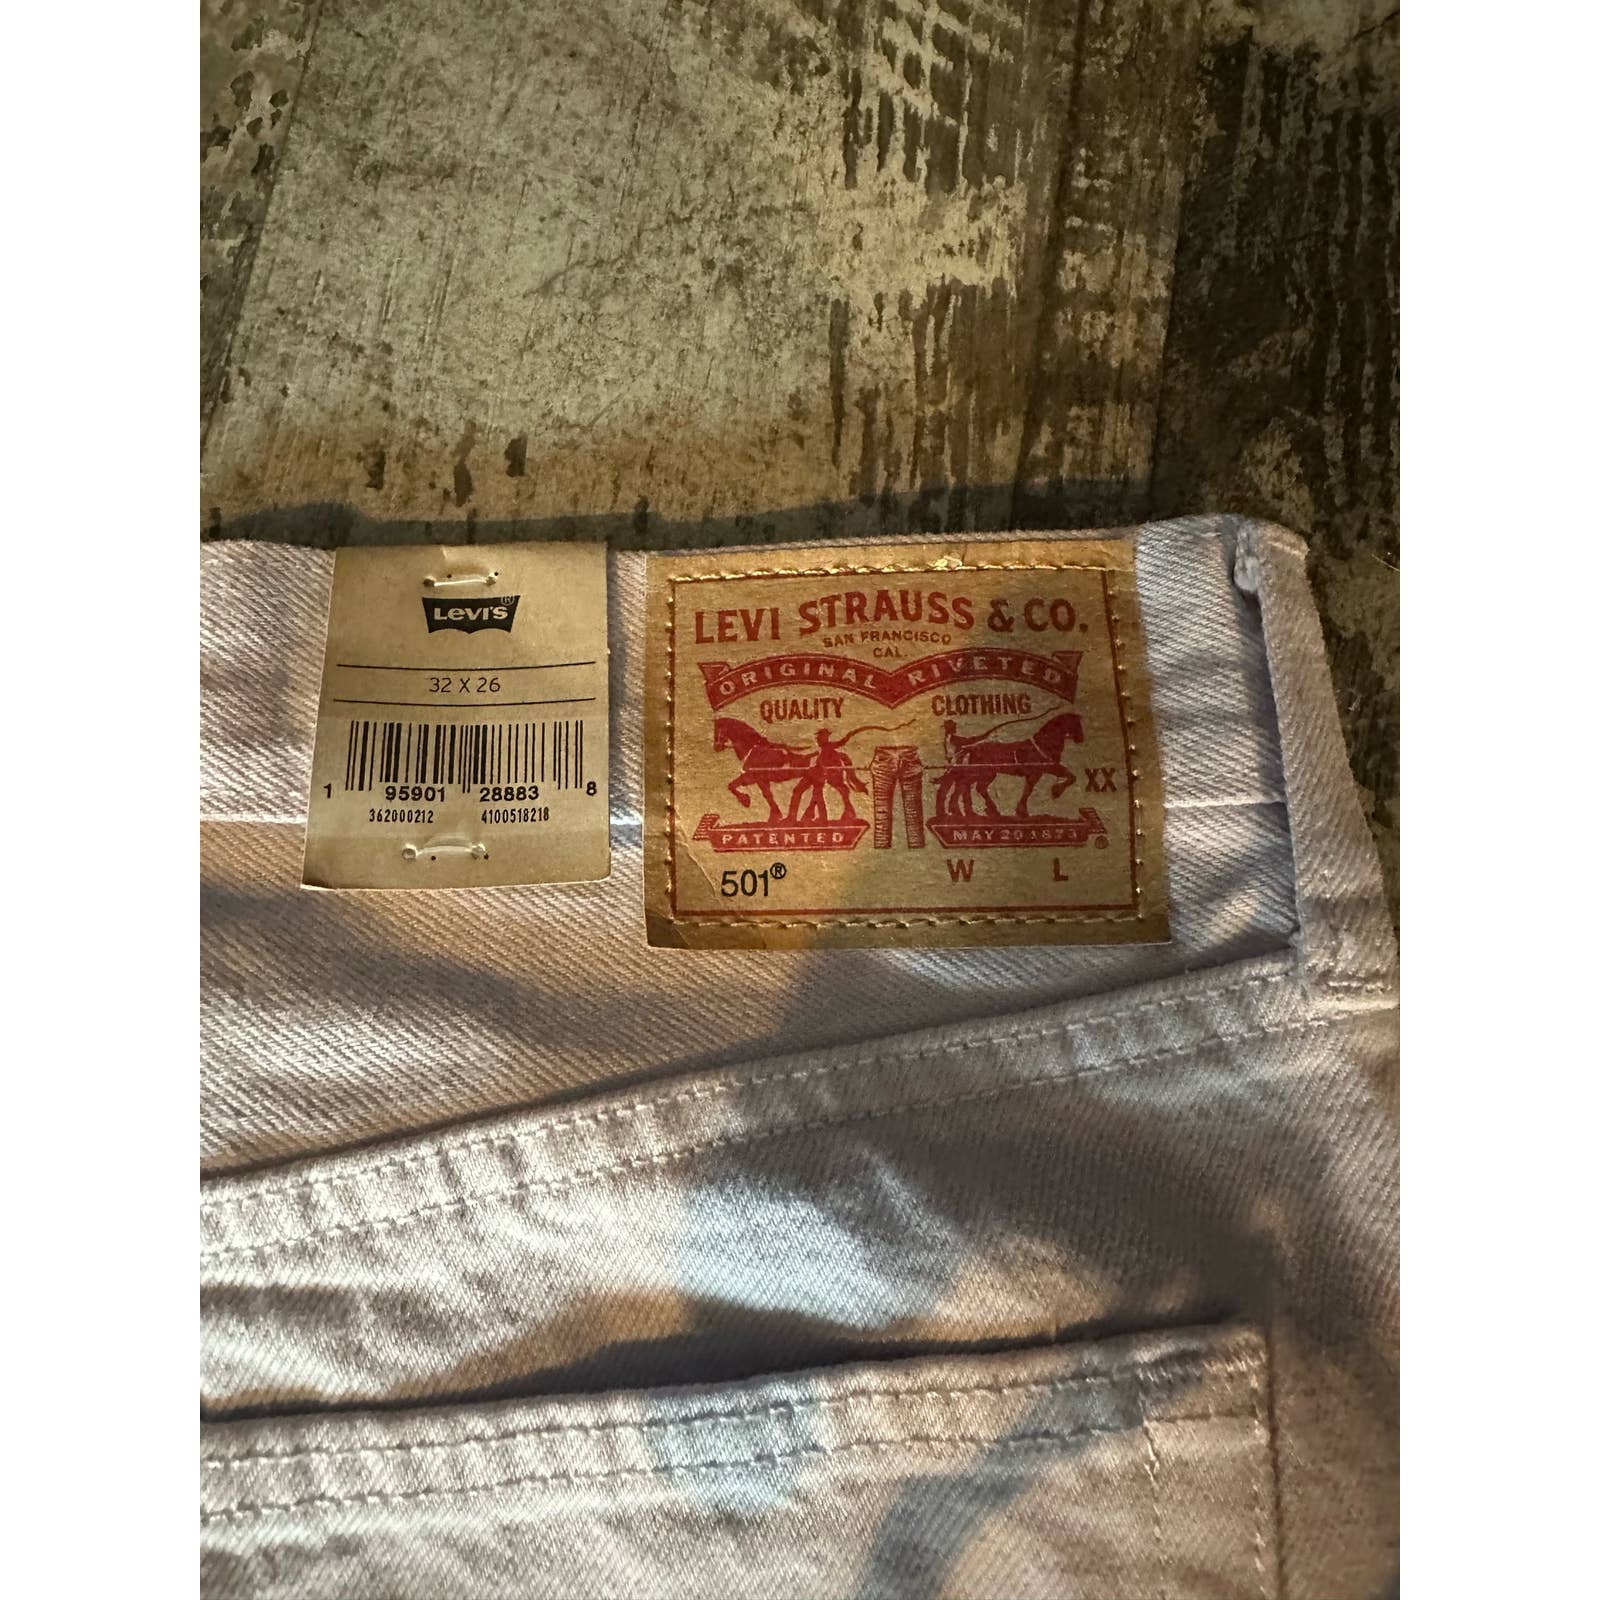 LEVI'S®
32 X 26
1 95901 28883 8
362000212 4100518218
LEVI STRAUSS & CO.
SAN FRANCISCO
CAL.
ORIGINAL RIVETED
QUALITY CLOTHING
XX
PATENTED MAY 20 1873 ®
501® W L